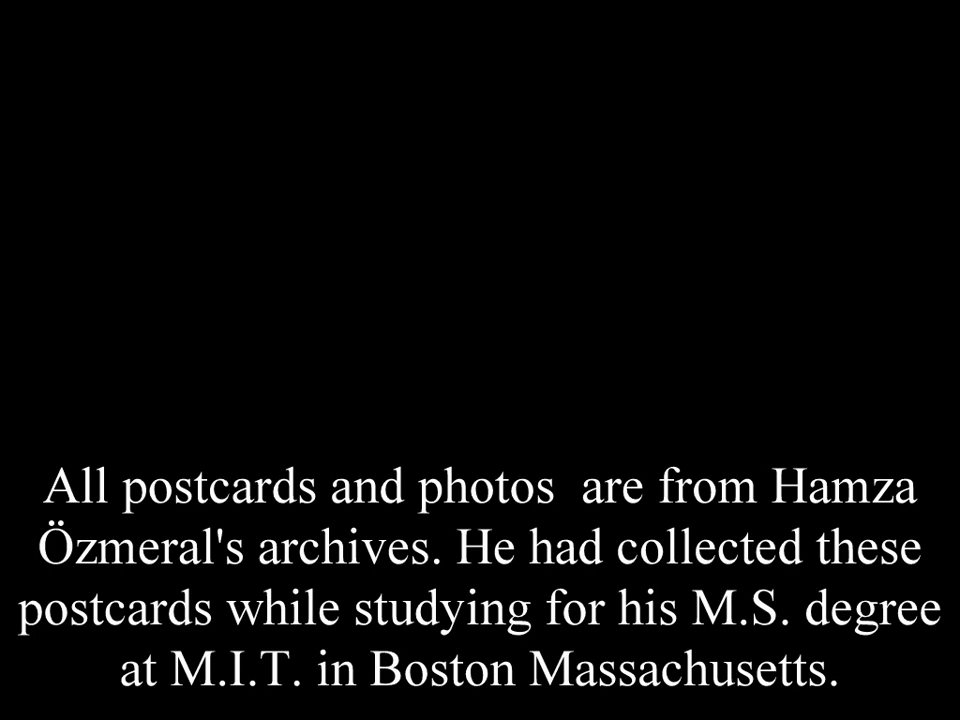 All postcards and photos  are from Hamza
Özmeral's archives. He had collected these
postcards while studying for his M.S. degree
at M.I.T. in Boston Massachusetts.